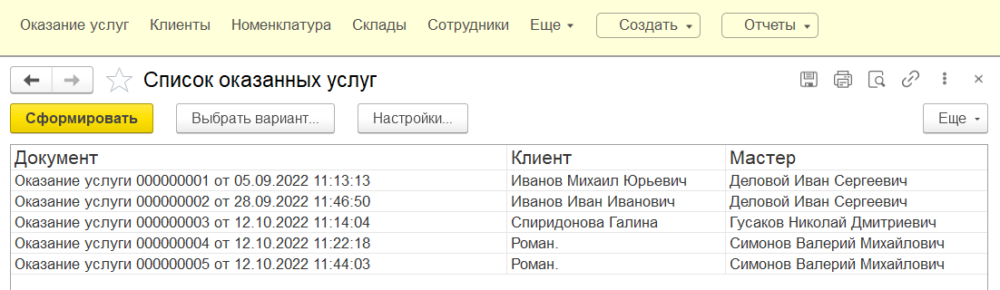 Оказание услуг Клиенты Номенклатура Склады Сотрудники Еще Создать Отчеты
Список оказанных услуг
Сформировать Выбрать вариант... Настройки... Еще
Документ Клиент Мастер
Оказание услуги 000000001 от 05.09.2022 11:13:13 Иванов Михаил Юрьевич Деловой Иван Сергеевич
Оказание услуги 000000002 от 28.09.2022 11:46:50 Иванов Иван Иванович Деловой Иван Сергеевич
Оказание услуги 000000003 от 12.10.2022 11:14:04 Спиридонова Галина Гусаков Николай Дмитриевич
Оказание услуги 000000004 от 12.10.2022 11:22:18 Роман. Симонов Валерий Михайлович
Оказание услуги 000000005 от 12.10.2022 11:44:03 Роман. Симонов Валерий Михайлович